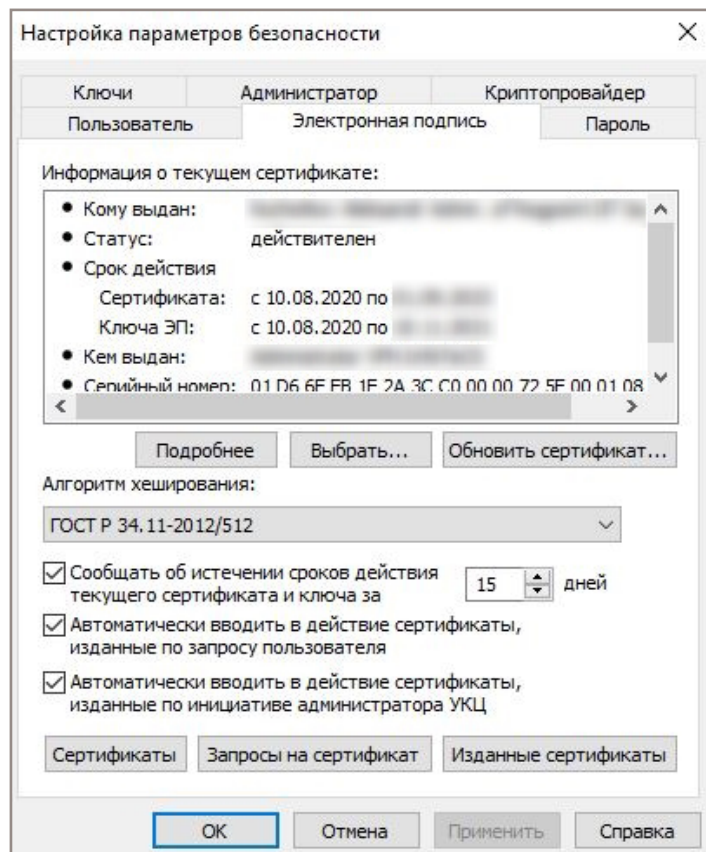 Настройка параметров безопасности
Ключи Администратор Криптопровайдер
Пользователь Электронная подпись Пароль
Информация о текущем сертификате:
Кому выдан:
Статус: действителен
Срок действия
Сертификата: с 10.08.2020 по
Ключа ЭП: с 10.08.2020 по
Кем выдан:
Серийный номер: 01 D6 6E FB 1E 2A 3C C0 00 00 72 5E 00 01 08
Подробнее Выбрать... Обновить сертификат...
Алгоритм хеширования:
ГОСТ Р 34.11-2012/512
Сообщать об истечении сроков действия
текущего сертификата и ключа за 15 дней
Автоматически вводить в действие сертификаты,
изданные по запросу пользователя
Автоматически вводить в действие сертификаты,
изданные по инициативе администратора УКЦ
Сертификаты Запросы на сертификат Изданные сертификаты
OK Отмена Применить Справка